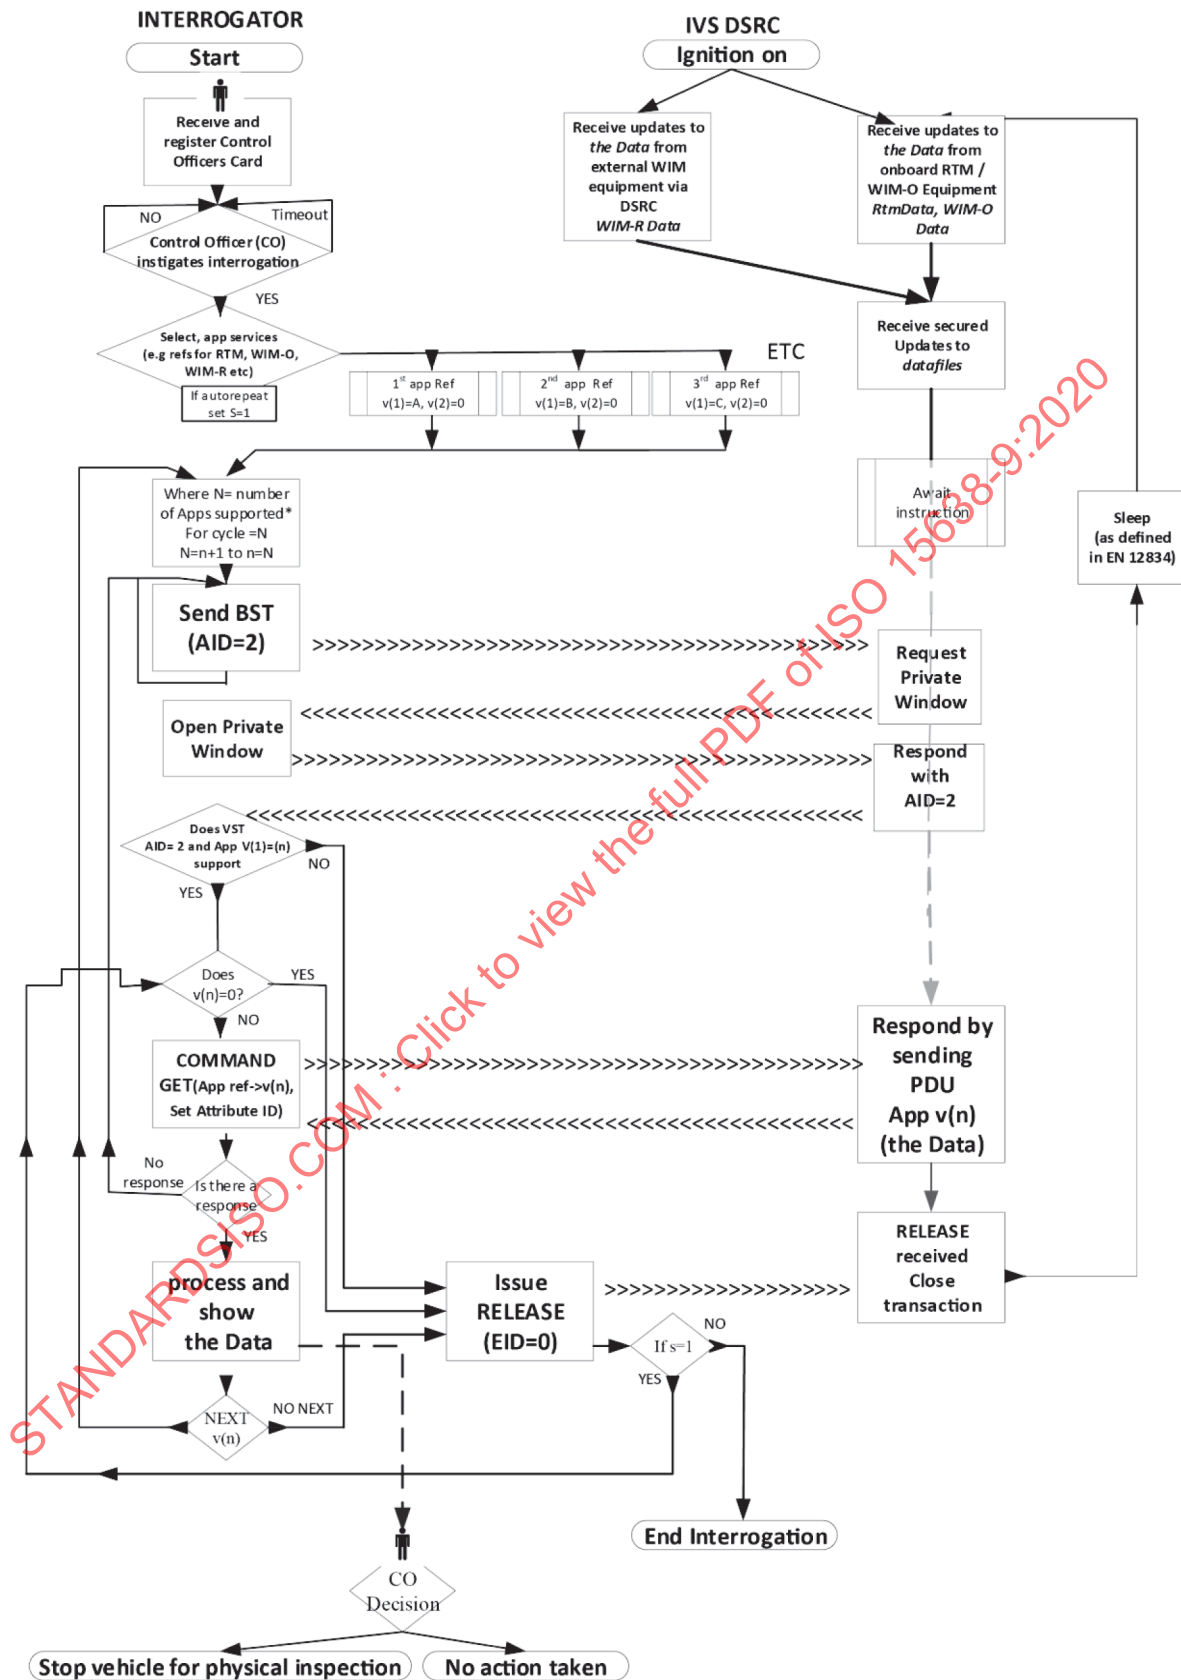 INTERROGATOR
Start
Receive and
register Control
Officers Card
NO
Timeout
Control Officer (CO)
instigates interrogation
YES
Select, app services
(e.g refs for RTM, WIM-O,
WIM-R etc)
If autorepeat
set S=1
1st app Ref
v(1)=A, v(2)=0
2nd app Ref
v(1)=B, v(2)=0
3rd app Ref
v(1)=C, v(2)=0
ETC
Where N= number
of Apps supported*
For cycle =N
N=n+1 to n=N
Send BST
(AID=2)
>>>>>>>>>>>>>>>>>>>>>>>>>>>>>>>>>>>>>>>>>>>>>
<<<<<<<<<<<<<<<<<<<<<<<<<<<<<<<<<<<<<<<<<<<<<<
Open Private
Window
>>>>>>>>>>>>>>>>>>>>>>>>>>>>>>>>>>>>>>>>>>>>>>>
<<<<<<<<<<<<<<<<<<<<<<<<<<<<<<<<<<<<<<<<<<<<<<<<<<
Does VST
AID= 2 and App V(1)=(n)
support
NO
YES
Does
v(n)=0?
YES
NO
COMMAND
GET(App ref->v(n),
Set Attribute ID)
>>>>>>>>>>>>>>>>>>>>>>>>>>>>>>>>>>>>>>>>>>>>>
<<<<<<<<<<<<<<<<<<<<<<<<<<<<<<<<<<<<<<<<<<<<
No
response
Is there a
response
YES
process and
show
the Data
Issue
RELEASE
(EID=0)
>>>>>>>>>>>>>>>>>>>>
If s=1
NO
YES
NEXT
v(n)
NO NEXT
End Interrogation
CO
Decision
Stop vehicle for physical inspection
No action taken
IVS DSRC
Ignition on
Receive updates to
the Data from
external WIM
equipment via
DSRC
WIM-R Data
Receive updates to
the Data from
onboard RTM /
WIM-O Equipment
RtmData, WIM-O
Data
Receive secured
Updates to
datafiles
Await
instruction
Sleep
(as defined
in EN 12834)
Request
Private
Window
Respond
with
AID=2
Respond by
sending
PDU
App v(n)
(the Data)
RELEASE
received
Close
transaction
STANDARDSISO.COM : Click to view the full PDF of ISO 15638-9:2020